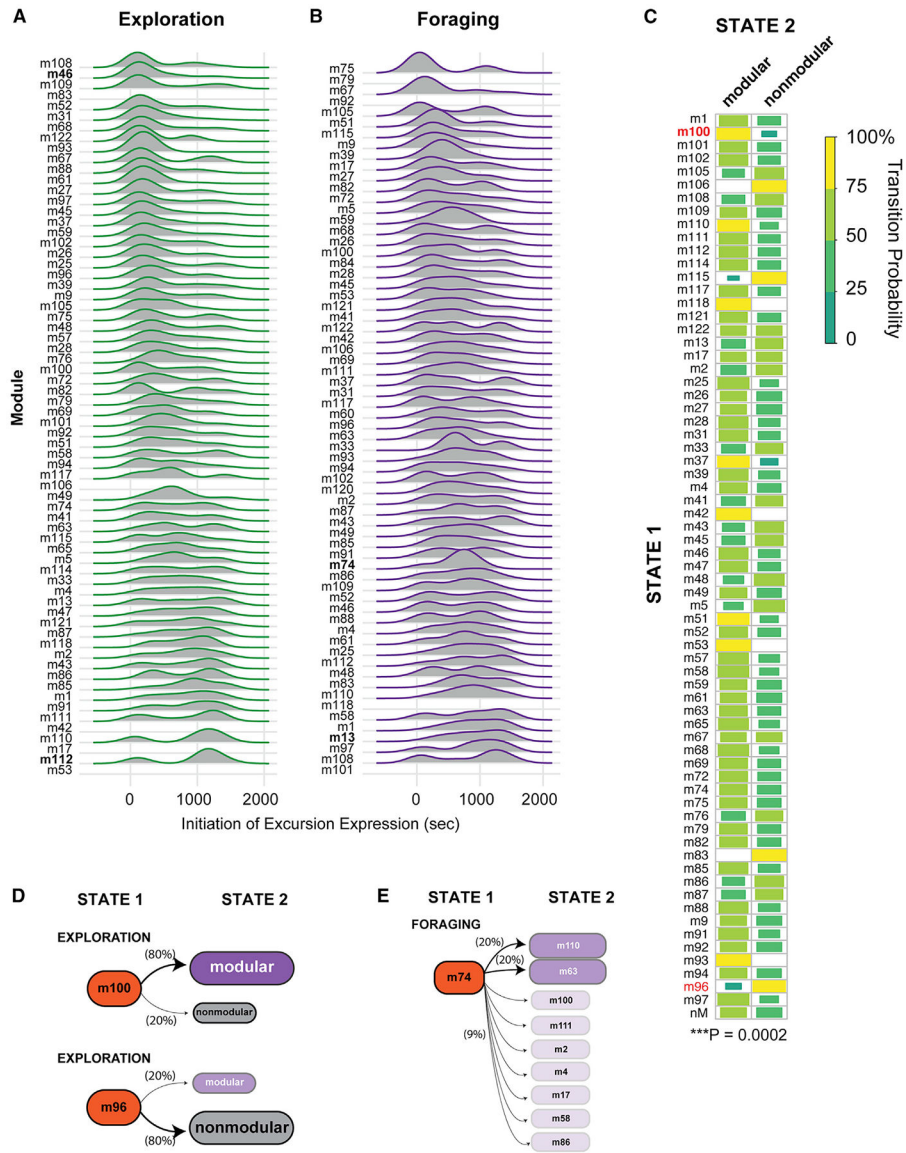 A
Exploration
Module
m108
m46
m109
m83
m52
m31
m68
m122
m93
m67
m88
m61
m27
m97
m45
m37
m59
m102
m26
m25
m96
m39
m9
m105
m75
m48
m57
m28
m76
m100
m72
m82
m79
m69
m101
m92
m51
m58
m94
m117
m106
m49
m74
m41
m63
m115
m65
m5
m114
m33
m4
m13
m47
m121
m87
m118
m2
m43
m86
m85
m1
m91
m111
m42
m110
m17
m112
m53
0 1000 2000
B
Foraging
m75
m79
m67
m92
m105
m51
m115
m9
m39
m17
m27
m82
m72
m5
m59
m68
m26
m100
m84
m28
m45
m53
m121
m41
m122
m42
m106
m69
m111
m37
m31
m117
m60
m96
m63
m33
m93
m94
m102
m120
m2
m87
m43
m49
m85
m91
m74
m86
m109
m52
m46
m88
m4
m61
m25
m112
m48
m83
m110
m118
m58
m1
m13
m97
m108
m101
0 1000 2000
Initiation of Excursion Expression (sec)
C
STATE 2
modular
nonmodular
STATE 1
m1
m100
m101
m102
m105
m106
m108
m109
m110
m111
m112
m114
m115
m117
m118
m121
m122
m13
m17
m2
m25
m26
m27
m28
m31
m33
m37
m39
m4
m41
m42
m43
m45
m46
m47
m48
m49
m5
m51
m52
m53
m57
m58
m59
m61
m63
m65
m67
m68
m69
m72
m74
m75
m76
m79
m82
m83
m85
m86
m87
m88
m9
m91
m92
m93
m94
m96
m97
nM
***P = 0.0002
100%
75
50
25
0
Transition Probability
D
STATE 1 STATE 2
EXPLORATION
(80%)
modular
m100
nonmodular
(20%)
EXPLORATION
(20%)
modular
m96
nonmodular
(80%)
E
STATE 1 STATE 2
FORAGING
(20%)
m110
(20%)
m74
m63
m100
m111
(9%)
m2
m4
m17
m58
m86